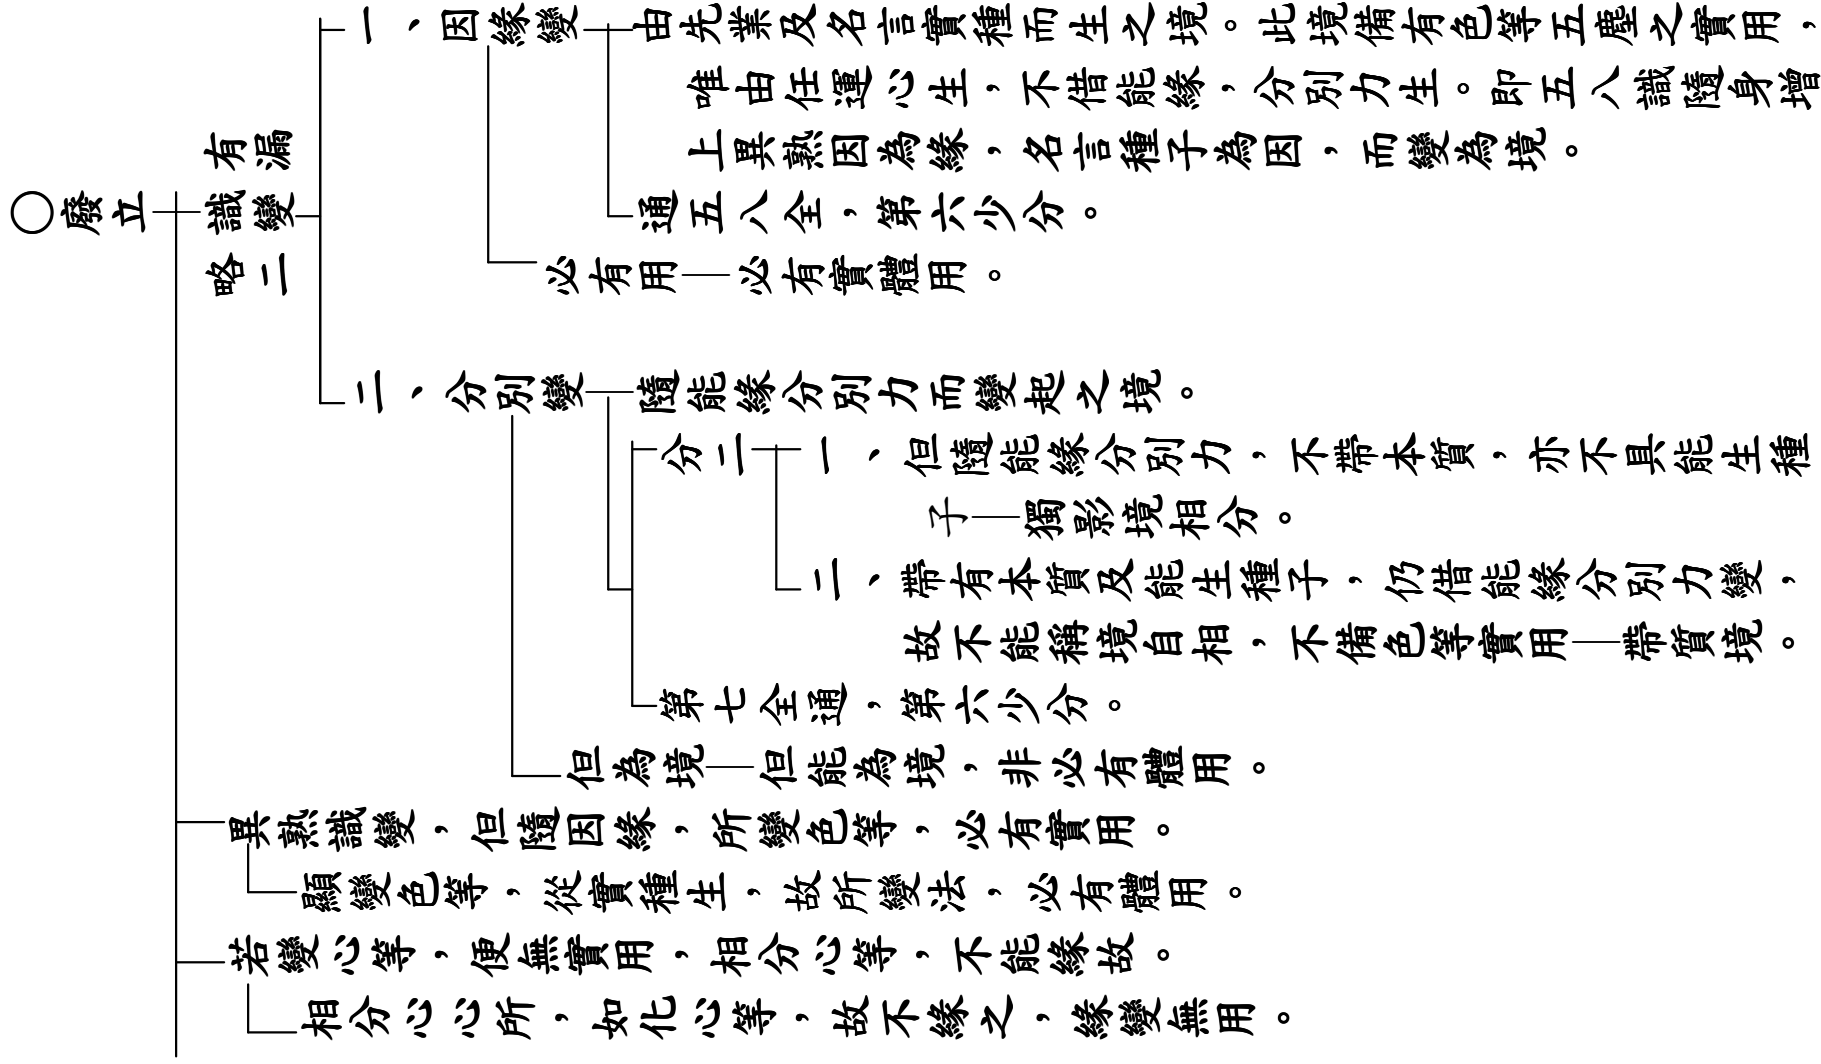 ○廢立
有漏
識變
略二
一、因緣變
由先業及名言實種而生之境。此境備有色等五塵之實用，
唯由任運心生，不借能緣，分別力生。即五八識隨身增
上異熟因為緣，名言種子為因，而變為境。
通五八全，第六少分。
必有用
必有實體用。
二、分別變
隨能緣分別力而變起之境。
分二
一、但隨能緣分別力，不帶本質，亦不具能生種
子
獨影境相分。
二、帶有本質及能生種子，仍借能緣分別力變，
故不能稱境自相，不備色等實用
帶質境。
第七全通，第六少分。
但為境
但能為境，非必有體用。
異熟識變，但隨因緣，所變色等，必有實用。
顯變色等，從實種生，故所變法，必有體用。
若變心等，便無實用，相分心等，不能緣故。
相分心心所，如化心等，故不緣之，緣變無用。